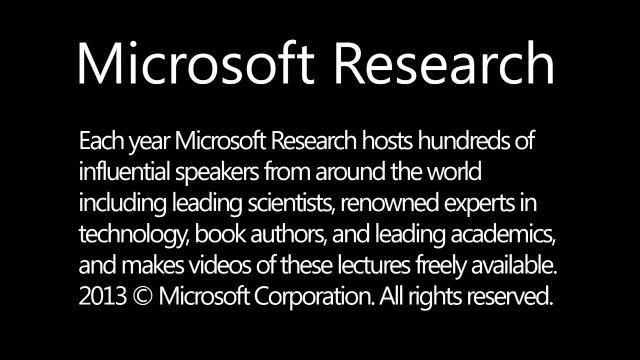 Microsoft Research
Each year Microsoft Research hosts hundreds of
influential speakers from around the world
including leading scientists, renowned experts in
technology, book authors, and leading academics,
and makes videos of these lectures freely available.
2013 © Microsoft Corporation. All rights reserved.